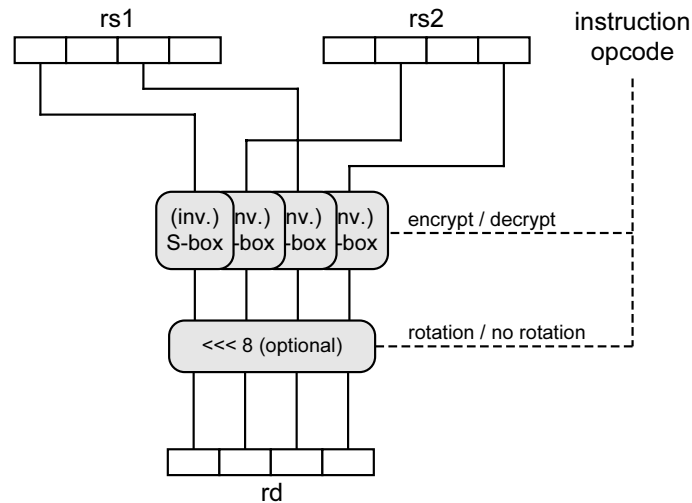 rs1
rs2
instruction
opcode
(inv.)
S-box
nv.)
-box
nv.)
-box
nv.)
-box
encrypt / decrypt
<<< 8 (optional)
rotation / no rotation
rd